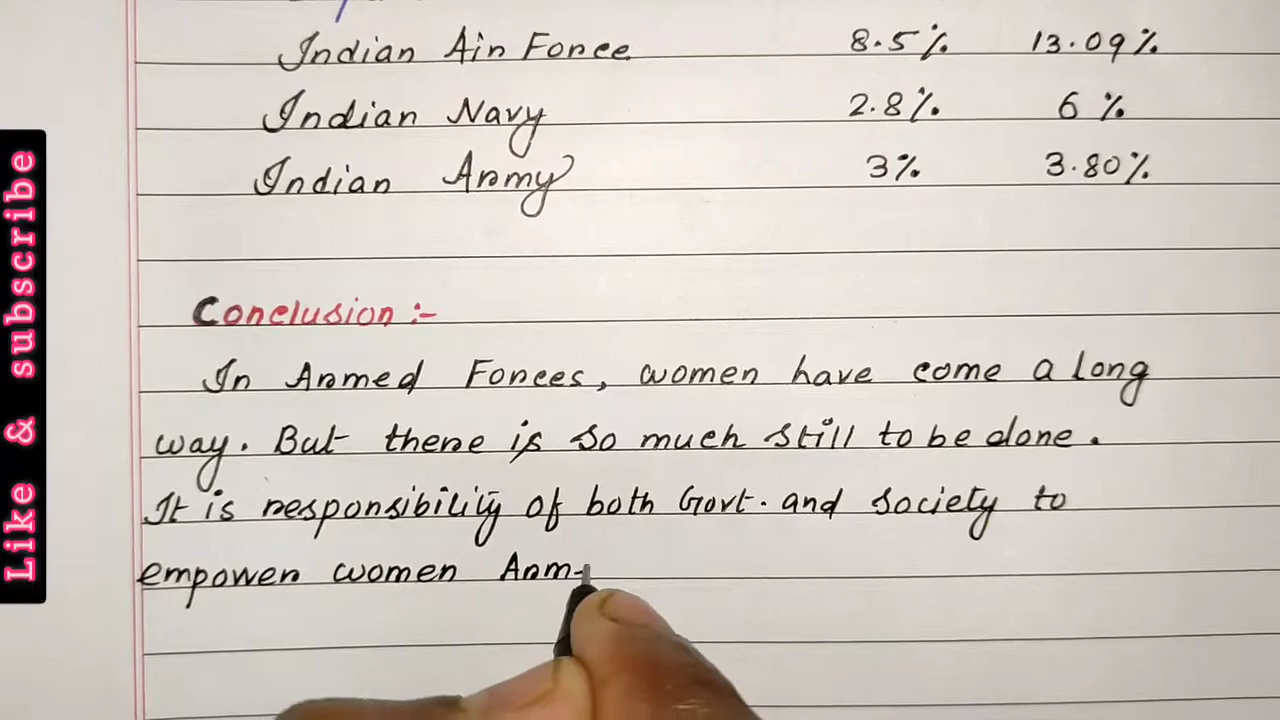 Indian Air Force 8.5% 13.09%
Indian Navy 2.8% 6%
Indian Army 3% 3.80%
Conclusion :-
In Armed Forces, women have come a long
way. But there is so much still to be done.
It is responsibility of both Govt. and society to
empower women Arm
Like & subscribe